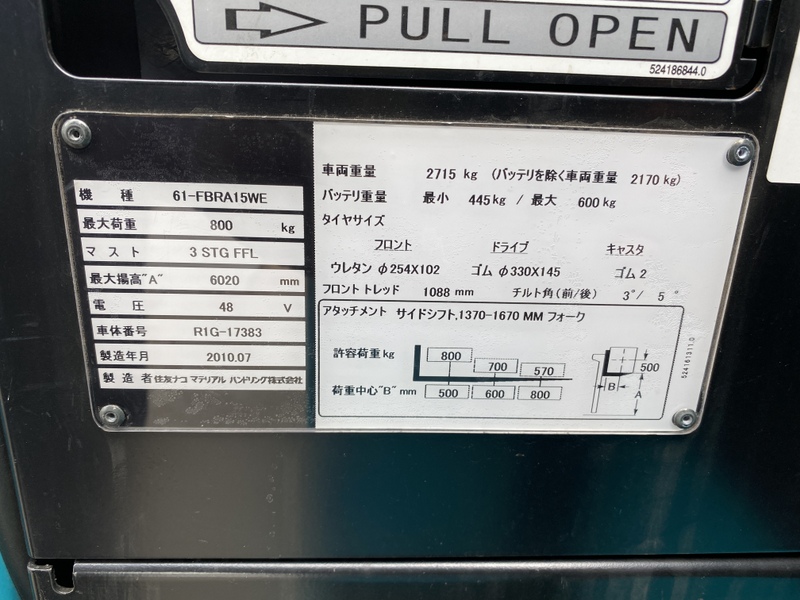 PULL OPEN
524186844.0
機種 61-FBRA15WE
最大荷重 800 kg
マスト 3 STG FFL
最大揚高"A" 6020 mm
電圧 48 V
車体番号 R1G-17383
製造年月 2010.07
製造者 住友ナコ マテリアル ハンドリング株式会社
車両重量 2715 kg (バッテリを除く車両重量 2170 kg)
バッテリ重量 最小 445kg / 最大 600kg
タイヤサイズ
フロント ドライブ キャスタ
ウレタン φ254X102 ゴム φ330X145 ゴム 2
フロント トレッド 1088 mm チルト角(前/後) 3°/ 5°
アタッチメント サイドシフト,1370-1670 MM フォーク
許容荷重 kg 800 700 570
荷重中心"B" mm 500 600 800
500
B
A
524161311.0